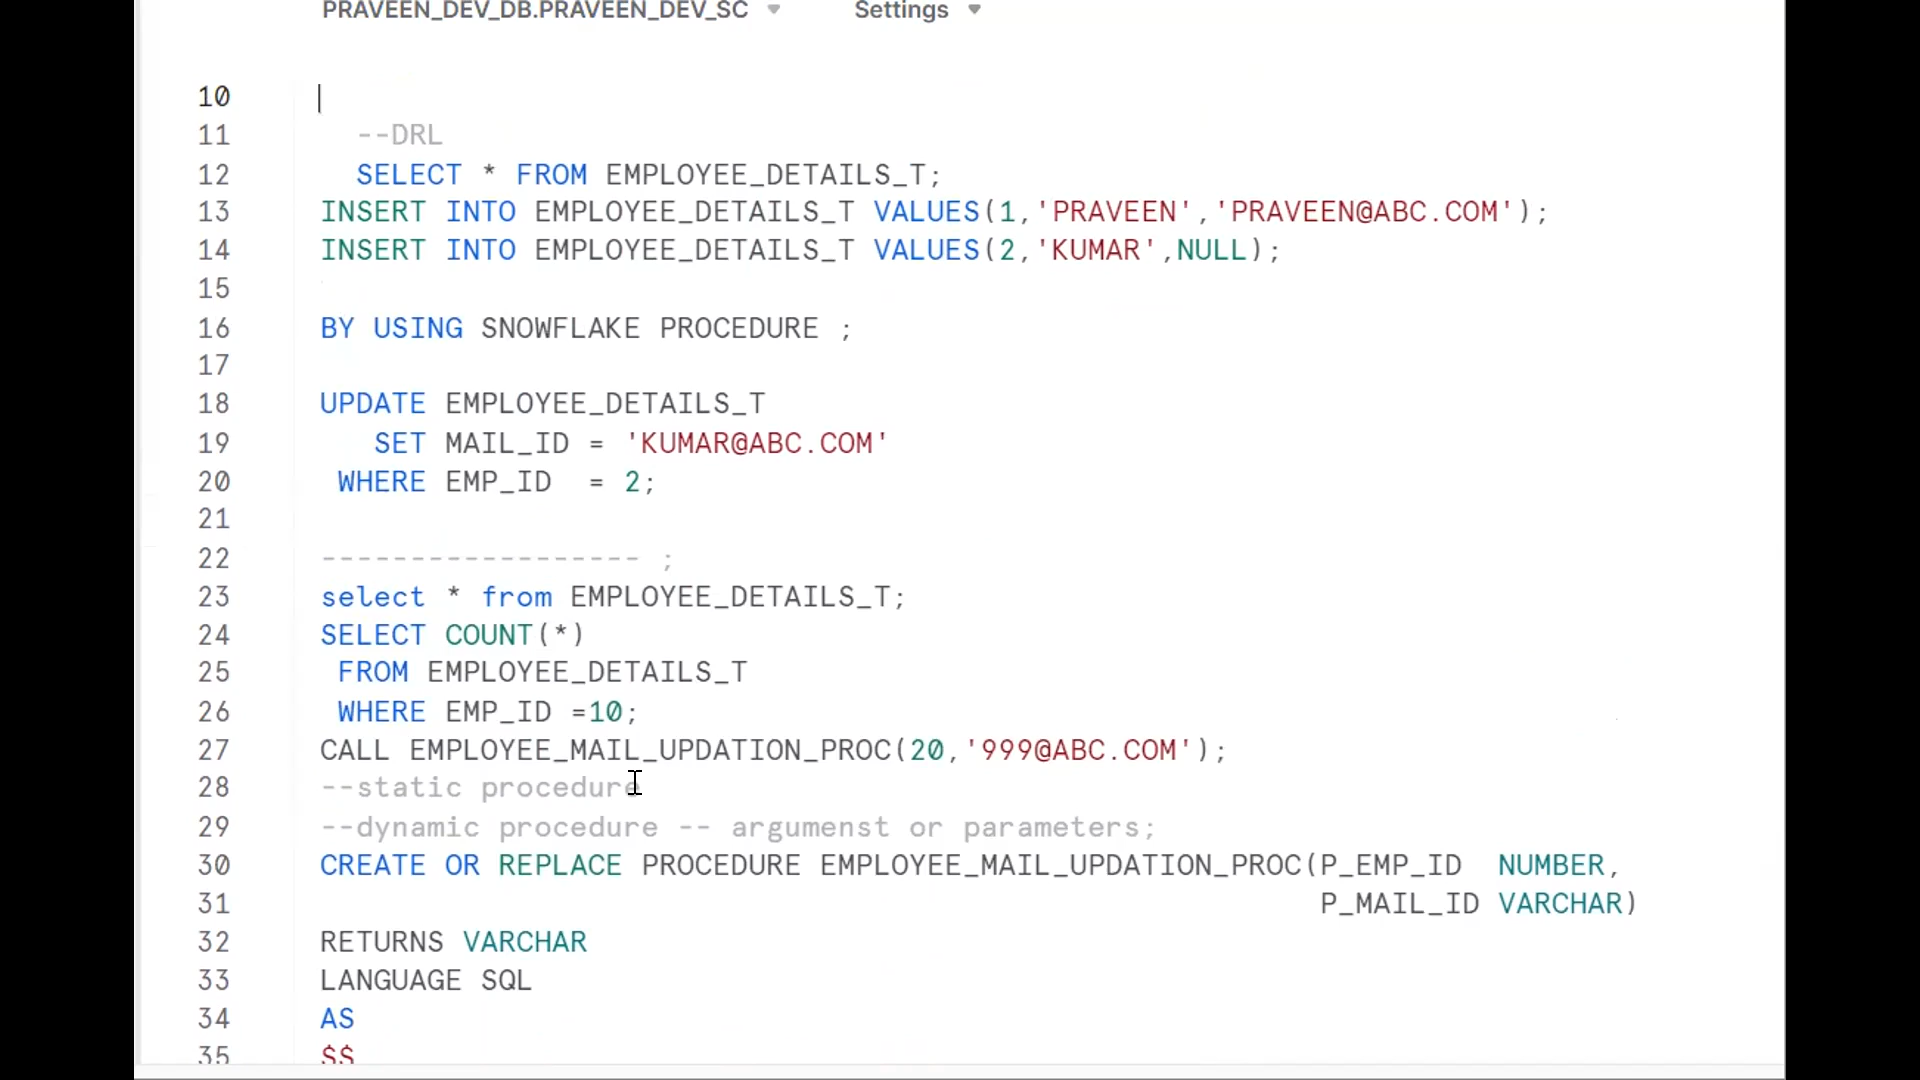 PRAVEEN_DEV_DB.PRAVEEN_DEV_SC Settings
10
11 --DRL
12 SELECT * FROM EMPLOYEE_DETAILS_T;
13 INSERT INTO EMPLOYEE_DETAILS_T VALUES(1,'PRAVEEN','PRAVEEN@ABC.COM');
14 INSERT INTO EMPLOYEE_DETAILS_T VALUES(2,'KUMAR',NULL);
15
16 BY USING SNOWFLAKE PROCEDURE ;
17
18 UPDATE EMPLOYEE_DETAILS_T
19 SET MAIL_ID = 'KUMAR@ABC.COM'
20 WHERE EMP_ID = 2;
21
22 ------------------ ;
23 select * from EMPLOYEE_DETAILS_T;
24 SELECT COUNT(*)
25 FROM EMPLOYEE_DETAILS_T
26 WHERE EMP_ID =10;
27 CALL EMPLOYEE_MAIL_UPDATION_PROC(20,'999@ABC.COM');
28 --static procedure
29 --dynamic procedure -- argumenst or parameters;
30 CREATE OR REPLACE PROCEDURE EMPLOYEE_MAIL_UPDATION_PROC(P_EMP_ID NUMBER,
31 P_MAIL_ID VARCHAR)
32 RETURNS VARCHAR
33 LANGUAGE SQL
34 AS
35 $$